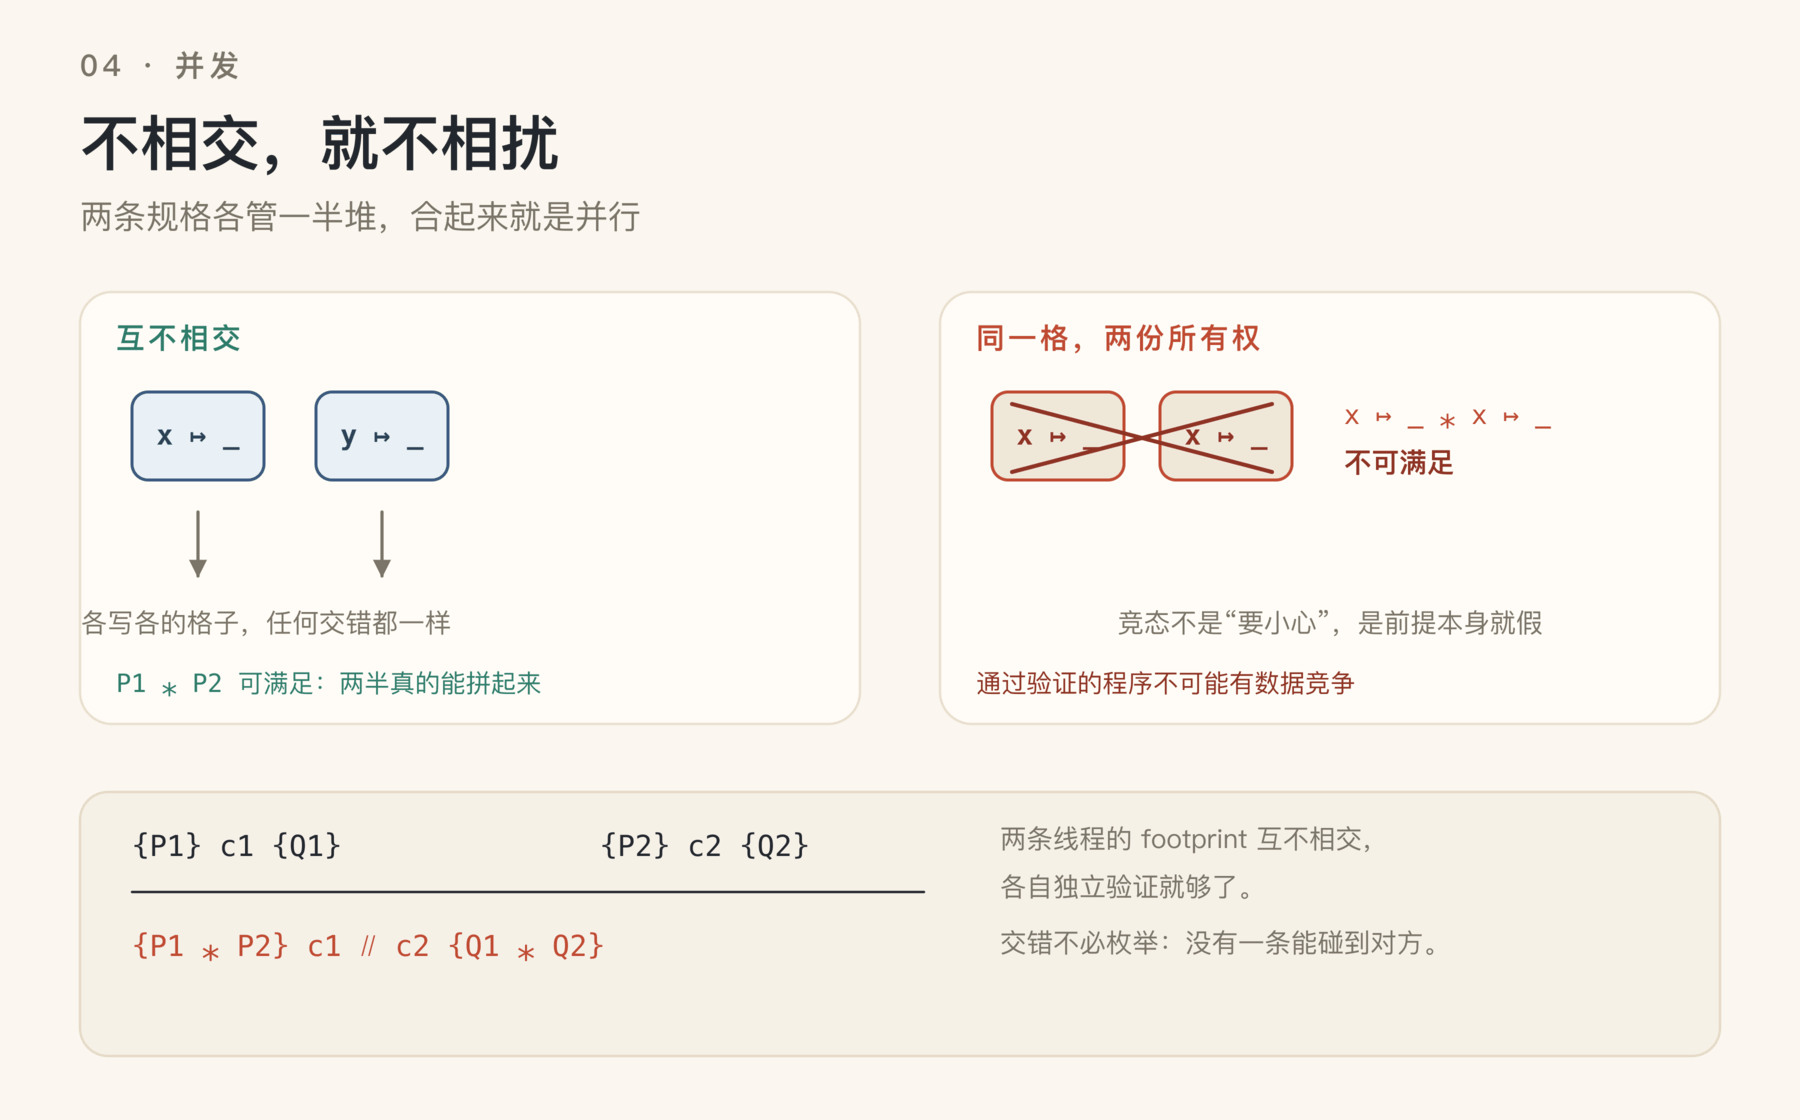 04 · 并发
不相交，就不相扰
两条规格各管一半堆，合起来就是并行
互不相交
x ↦ _
y ↦ _
各写各的格子，任何交错都一样
P1 * P2 可满足：两半真的能拼起来
同一格，两份所有权
x ↦ _
x ↦ _
x ↦ _ * x ↦ _
不可满足
竞态不是“要小心”，是前提本身就假
通过验证的程序不可能有数据竞争
{P1} c1 {Q1}
{P2} c2 {Q2}
{P1 * P2} c1 // c2 {Q1 * Q2}
两条线程的 footprint 互不相交，
各自独立验证就够了。
交错不必枚举：没有一条能碰到对方。